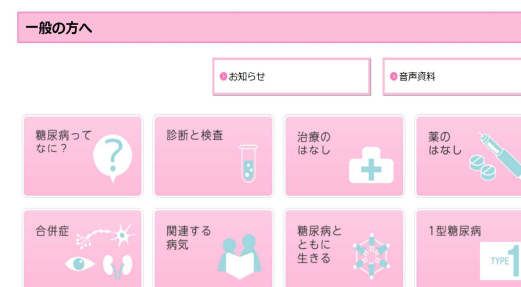 一般の方へ
お知らせ
音声資料
糖尿病って
なに？
診断と検査
治療の
はなし
薬の
はなし
合併症
関連する
病気
糖尿病と
ともに
生きる
1型糖尿病
TYPE 1